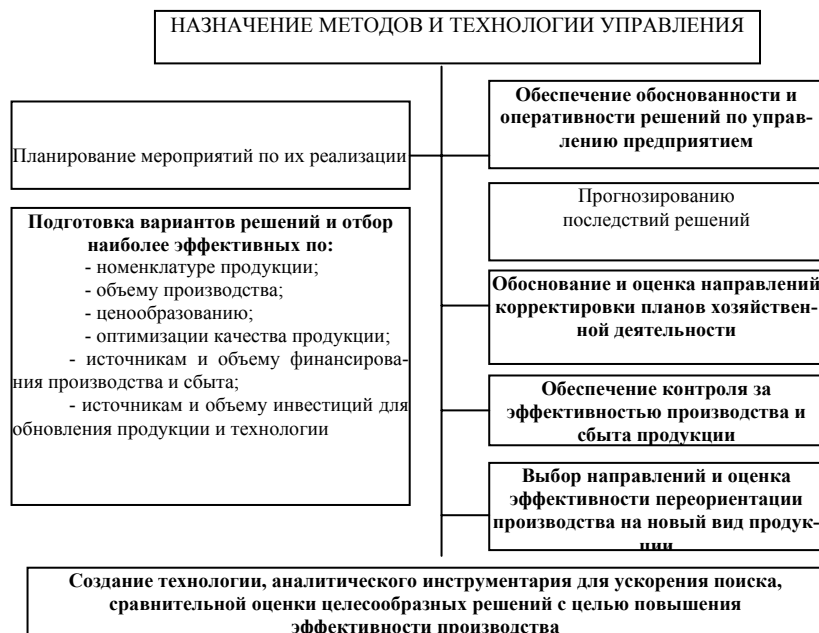 НАЗНАЧЕНИЕ МЕТОДОВ И ТЕХНОЛОГИИ УПРАВЛЕНИЯ
Планирование мероприятий по их реализации
Подготовка вариантов решений и отбор
наиболее эффективных по:
- номенклатуре продукции;
- объему производства;
- ценообразованию;
- оптимизации качества продукции;
- источникам и объему финансирова-
ния производства и сбыта;
- источникам и объему инвестиций для
обновления продукции и технологии
Обеспечение обоснованности и
оперативности решений по управ-
лению предприятием
Прогнозированию
последствий решений
Обоснование и оценка направлений
корректировки планов хозяйствен-
ной деятельности
Обеспечение контроля за
эффективностью производства и
сбыта продукции
Выбор направлений и оценка
эффективности переориентации
производства на новый вид продук-
ции
Создание технологии, аналитического инструментария для ускорения поиска,
сравнительной оценки целесообразных решений с целью повышения
эффективности производства